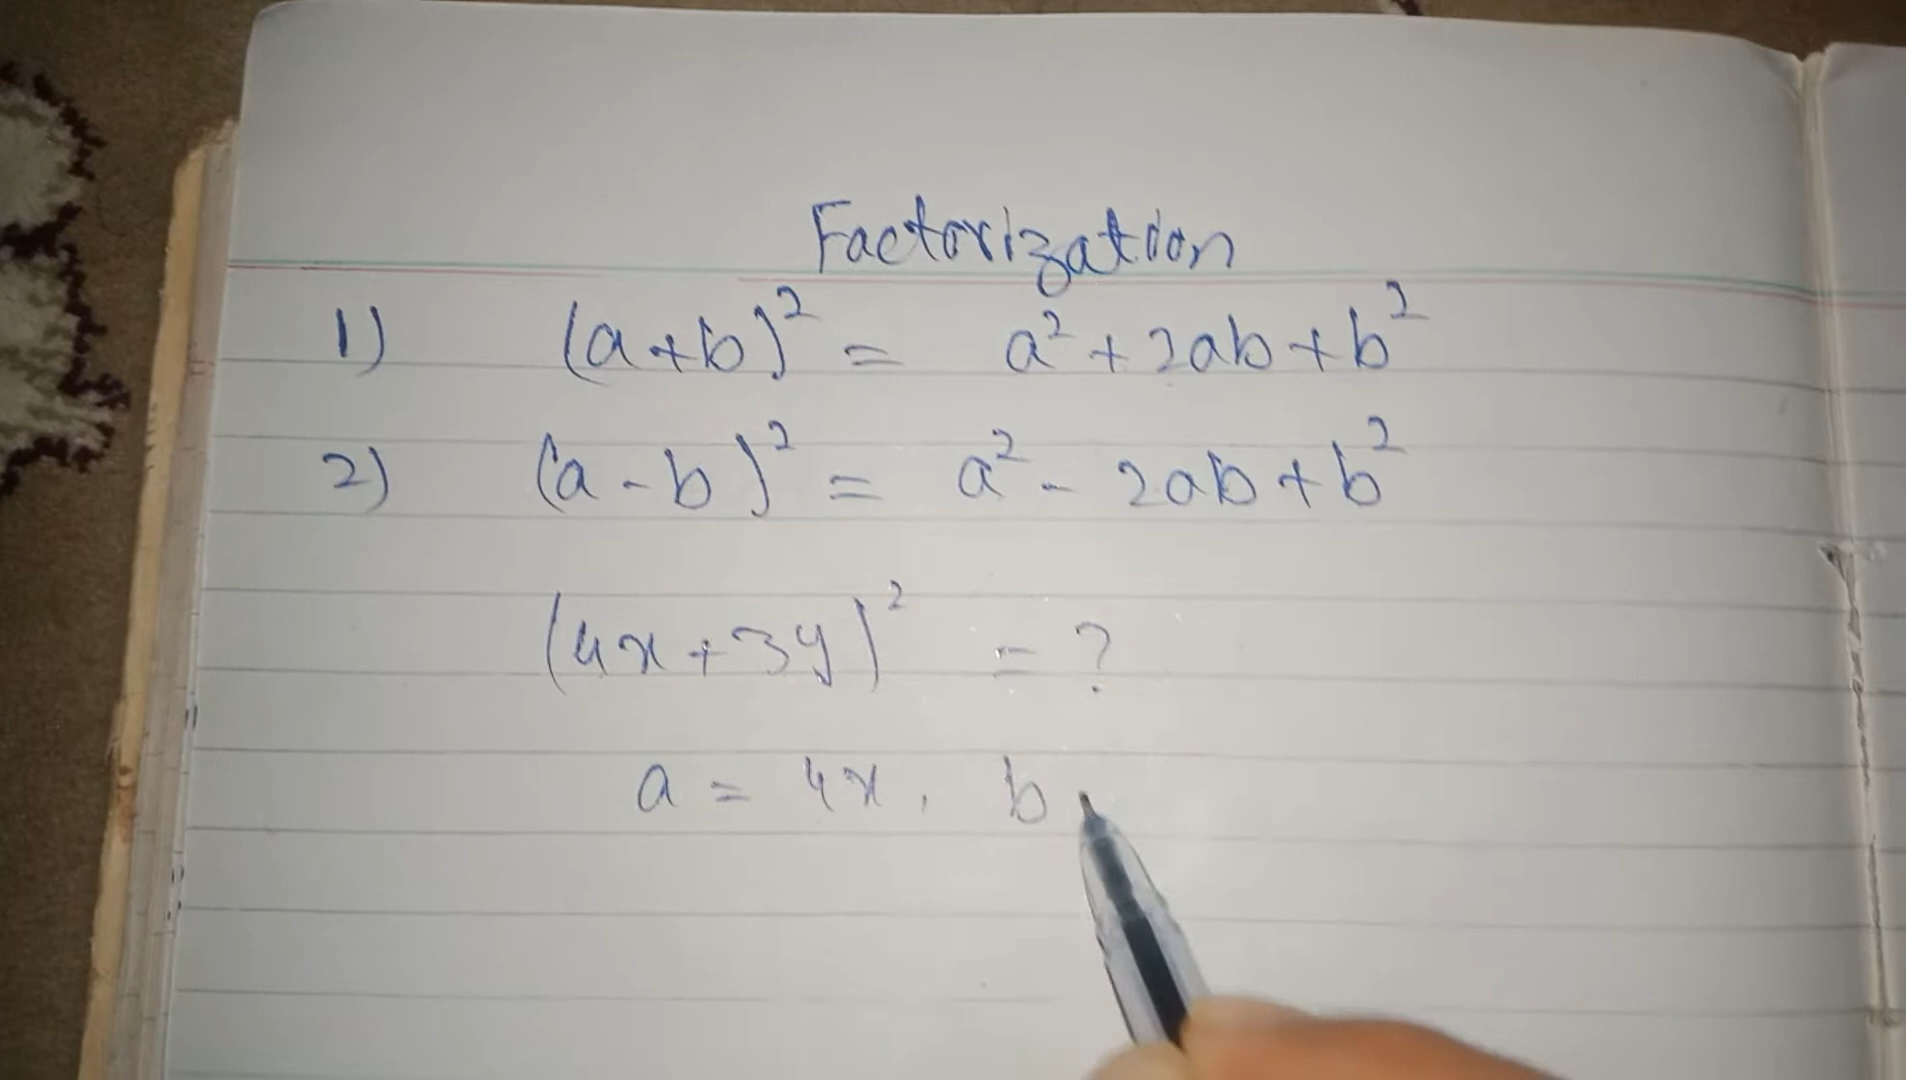 Factorization
1) (a+b)² = a²+2ab+b²
2) (a-b)² = a²-2ab+b²
(4x+3y)² = ?
a = 4x, b